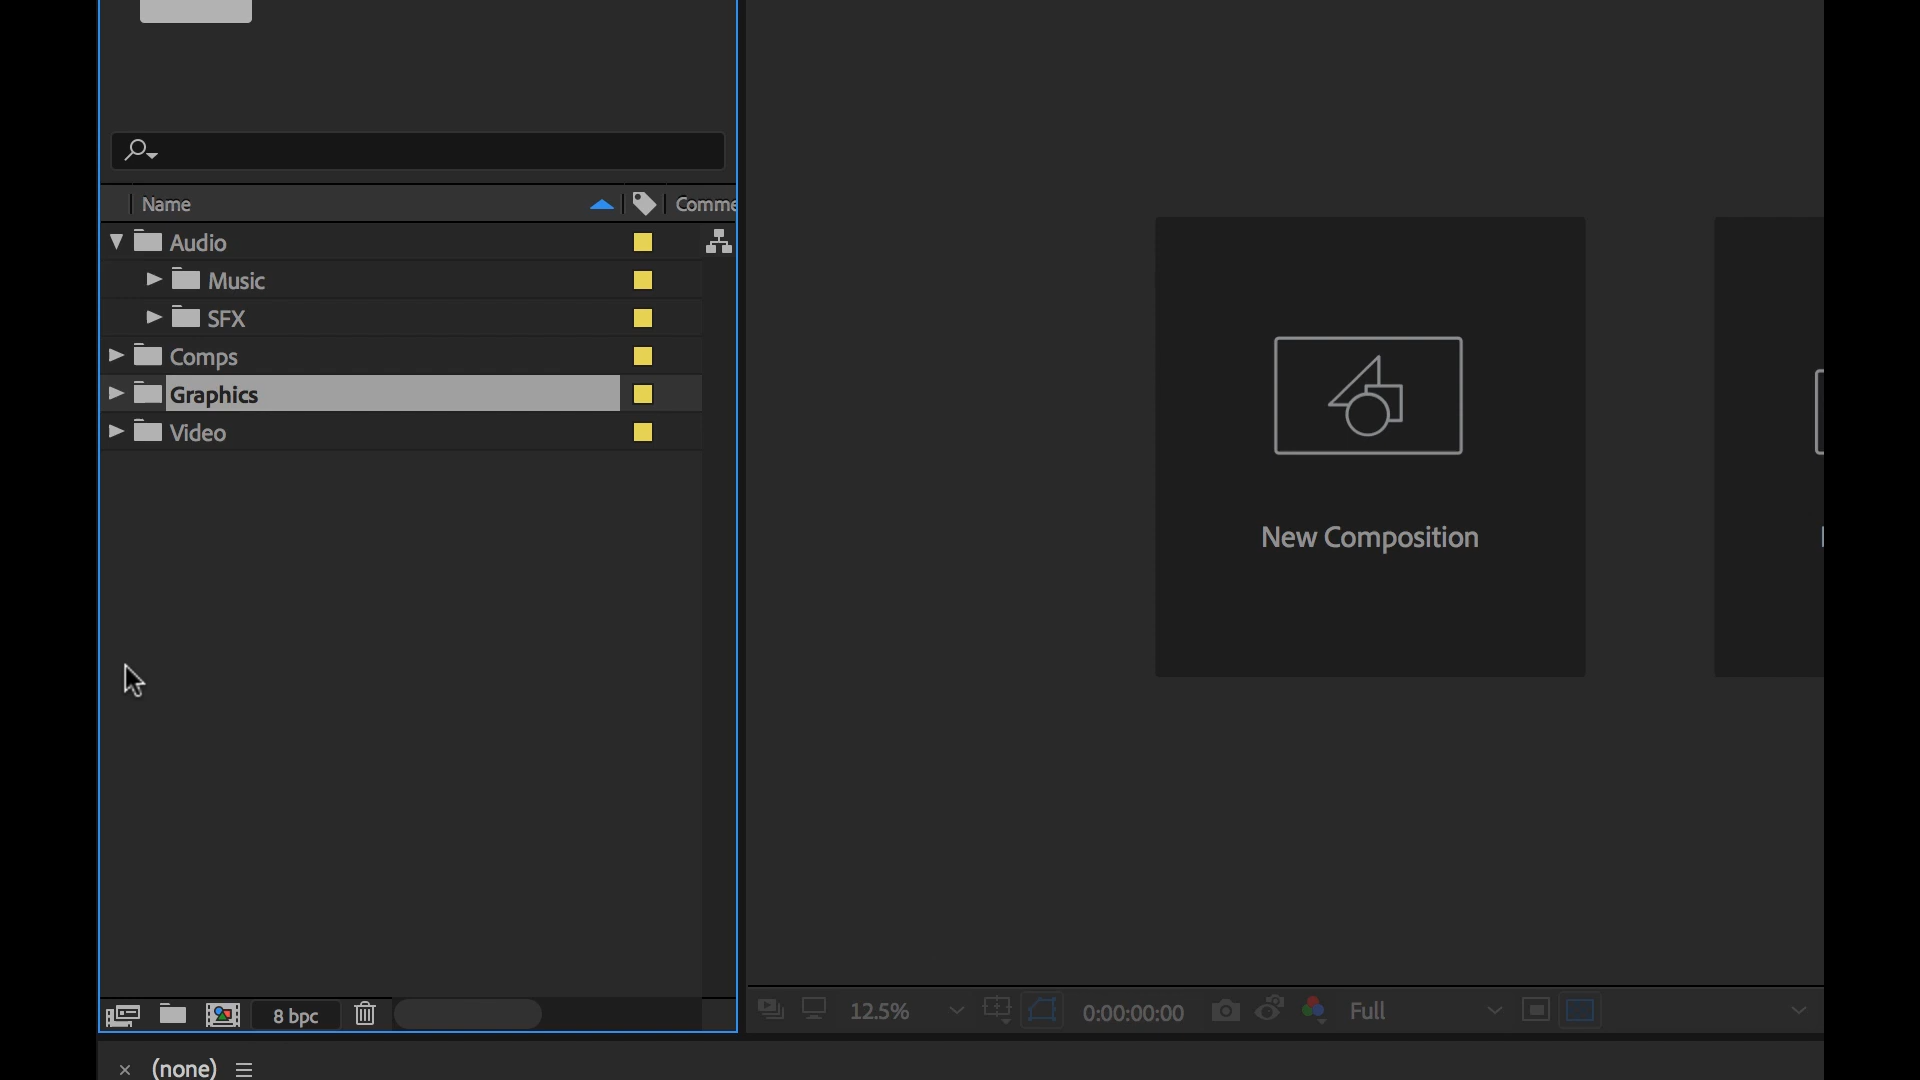 Name
Comme
Audio
Music
SFX
Comps
Graphics
Video
New Composition
8 bpc
12.5%
0:00:00:00
Full
(none)